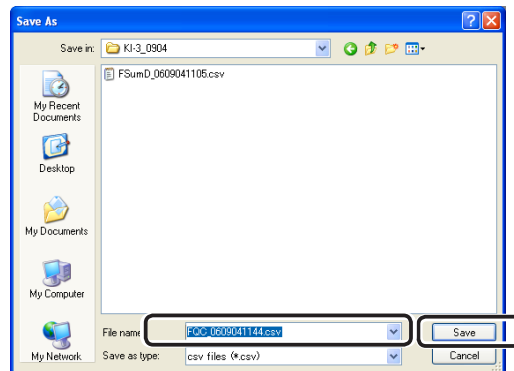 Save As
Save in:
KI-3_0904
FSumD_0609041105.csv
My Recent
Documents
Desktop
My Documents
My Computer
My Network
File name
FQC_0609041144.csv
Save
Save as type:
csv files (*.csv)
Cancel